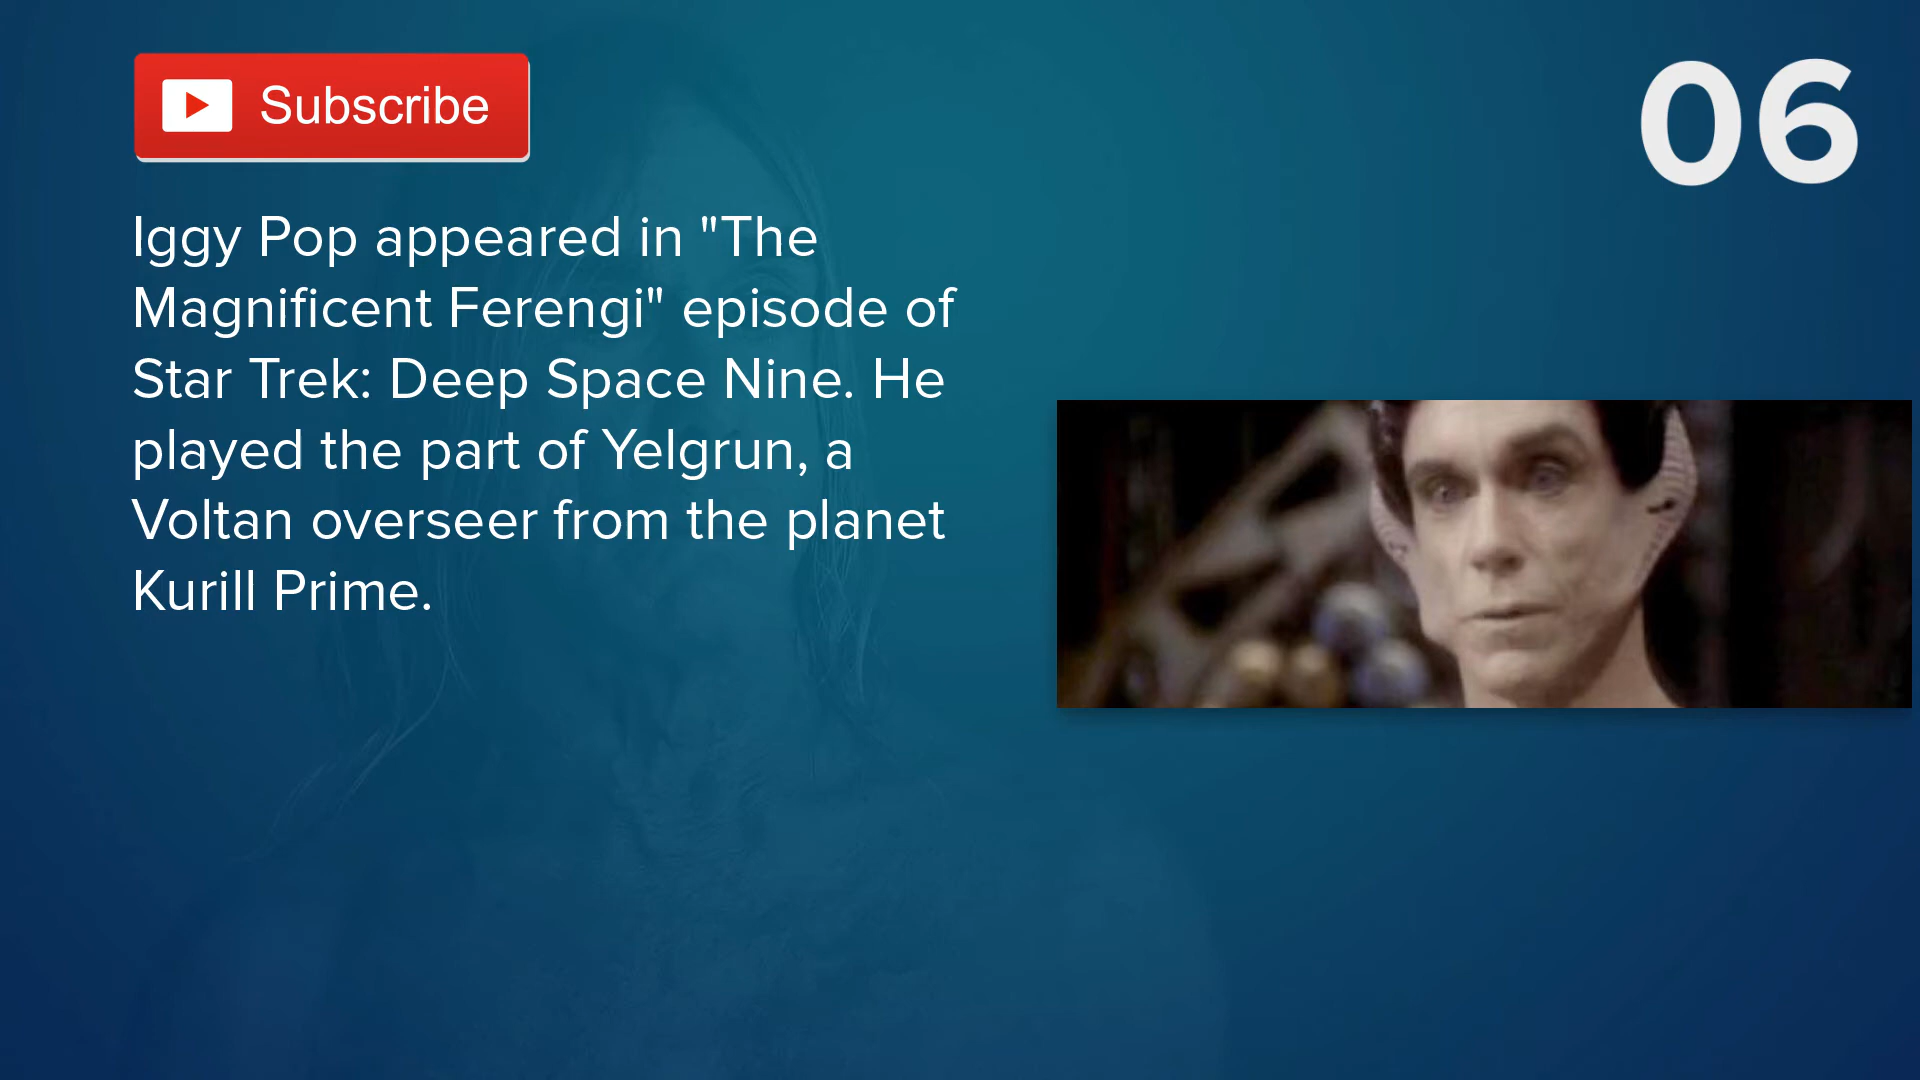 Subscribe
06
Iggy Pop appeared in "The
Magnificent Ferengi" episode of
Star Trek: Deep Space Nine. He
played the part of Yelgrun, a
Voltan overseer from the planet
Kurill Prime.